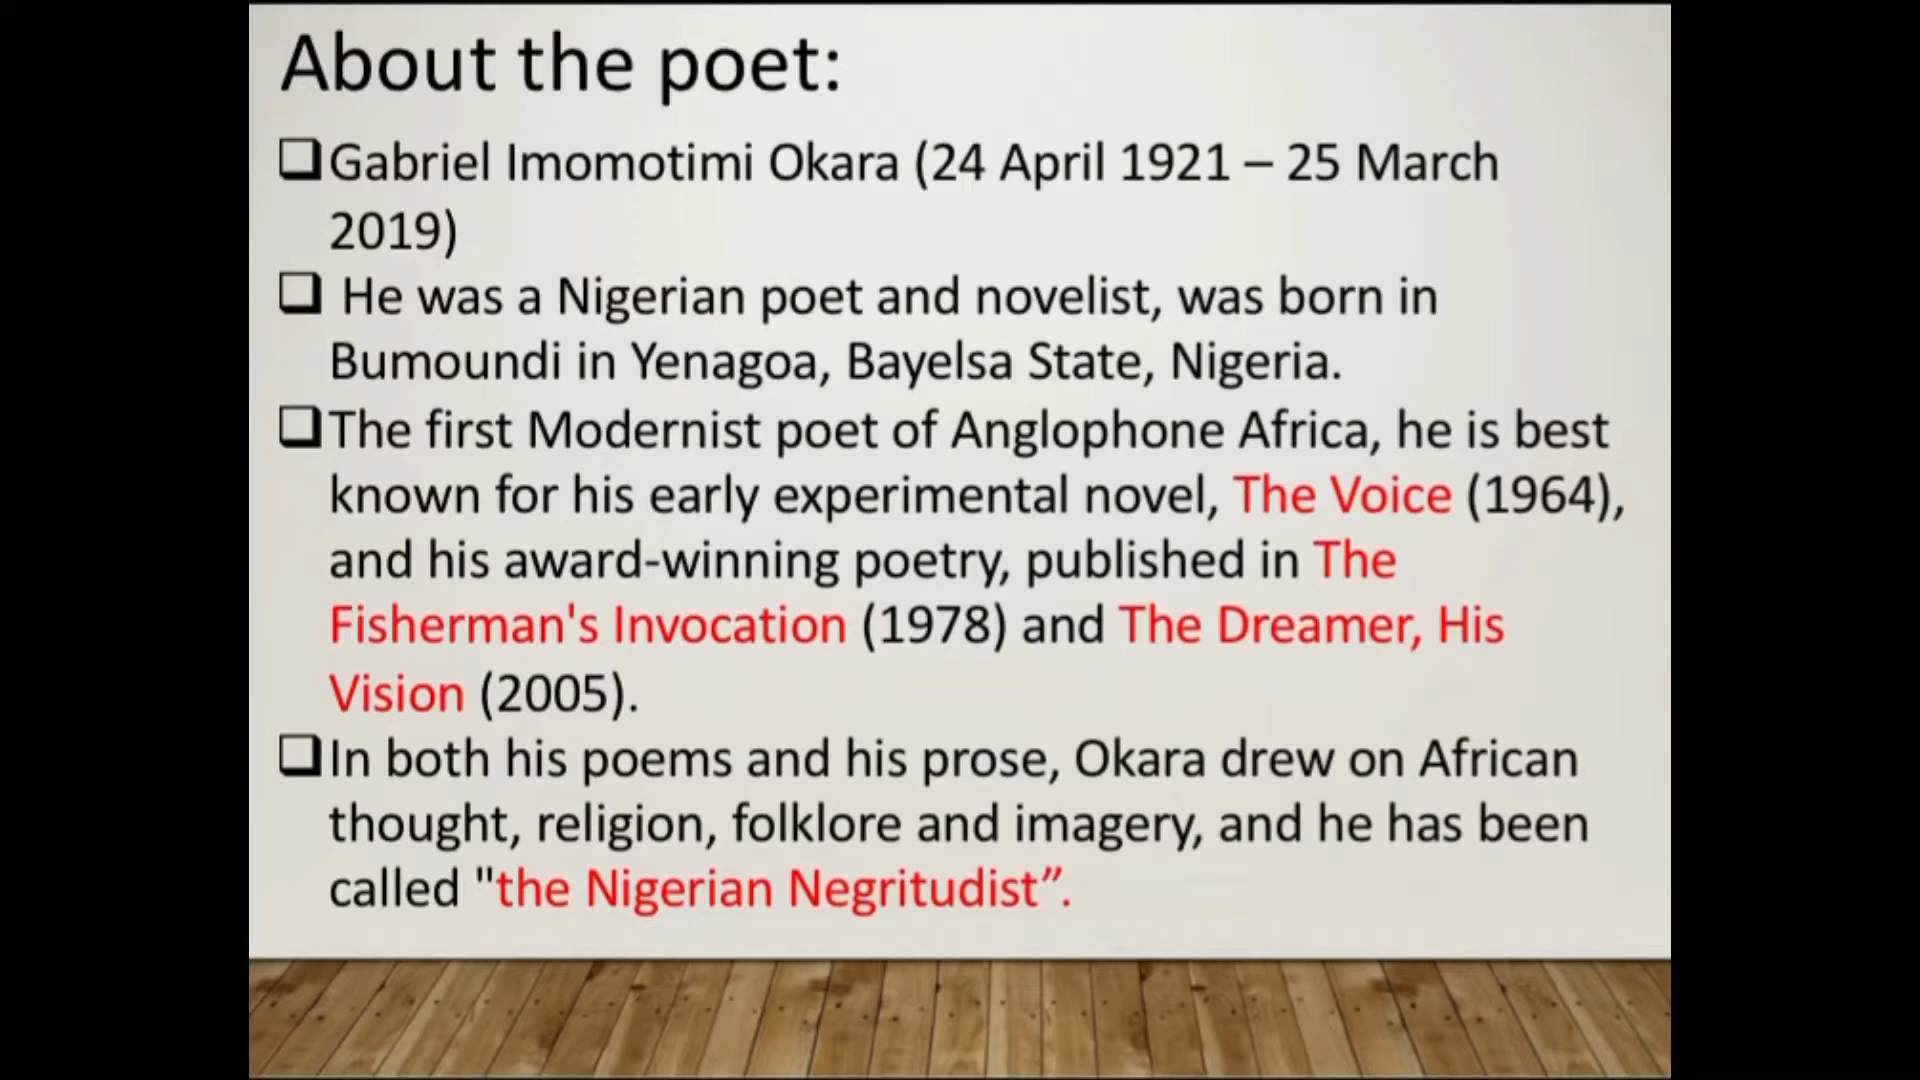 About the poet:
❑Gabriel Imomotimi Okara (24 April 1921 – 25 March
2019)
❑ He was a Nigerian poet and novelist, was born in
Bumoundi in Yenagoa, Bayelsa State, Nigeria.
❑The first Modernist poet of Anglophone Africa, he is best
known for his early experimental novel, The Voice (1964),
and his award-winning poetry, published in The
Fisherman's Invocation (1978) and The Dreamer, His
Vision (2005).
❑In both his poems and his prose, Okara drew on African
thought, religion, folklore and imagery, and he has been
called "the Nigerian Negritudist”.